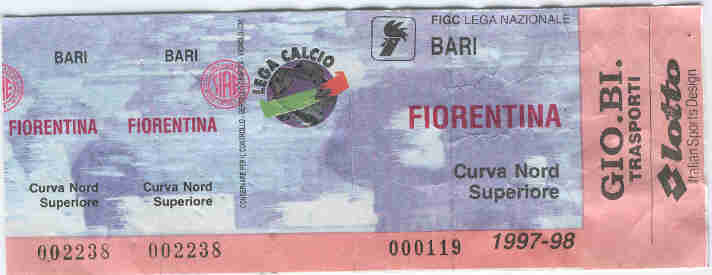 BARI
FIORENTINA
Curva Nord
Superiore
002238
BARI
SIAE
FIORENTINA
Curva Nord
Superiore
002238
LEGA CALCIO
FIGC LEGA NAZIONALE
BARI
FIORENTINA
Curva Nord
Superiore
000119
1997-98
GIO.BI.
TRASPORTI
Lotto
Italian Sports Design